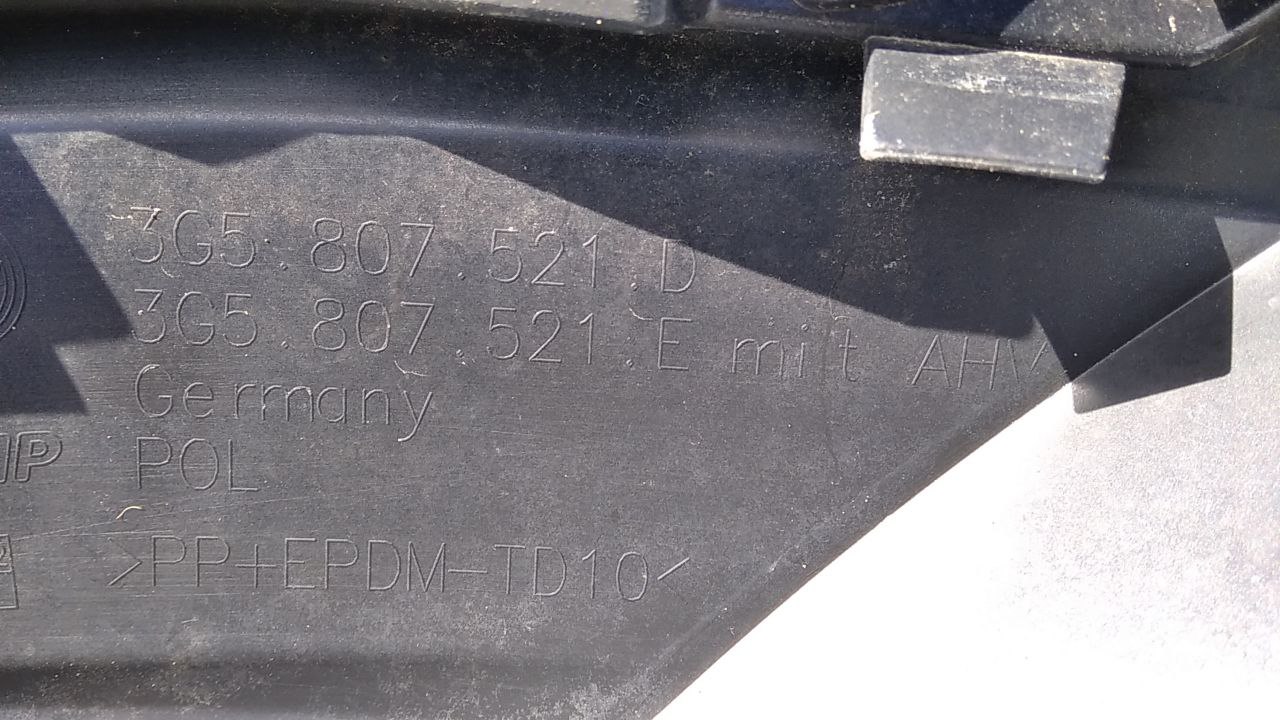 3G5.807.521.D
3G5.807.521.E mit AHV
Germany
POL
>PP+EPDM-TD10<